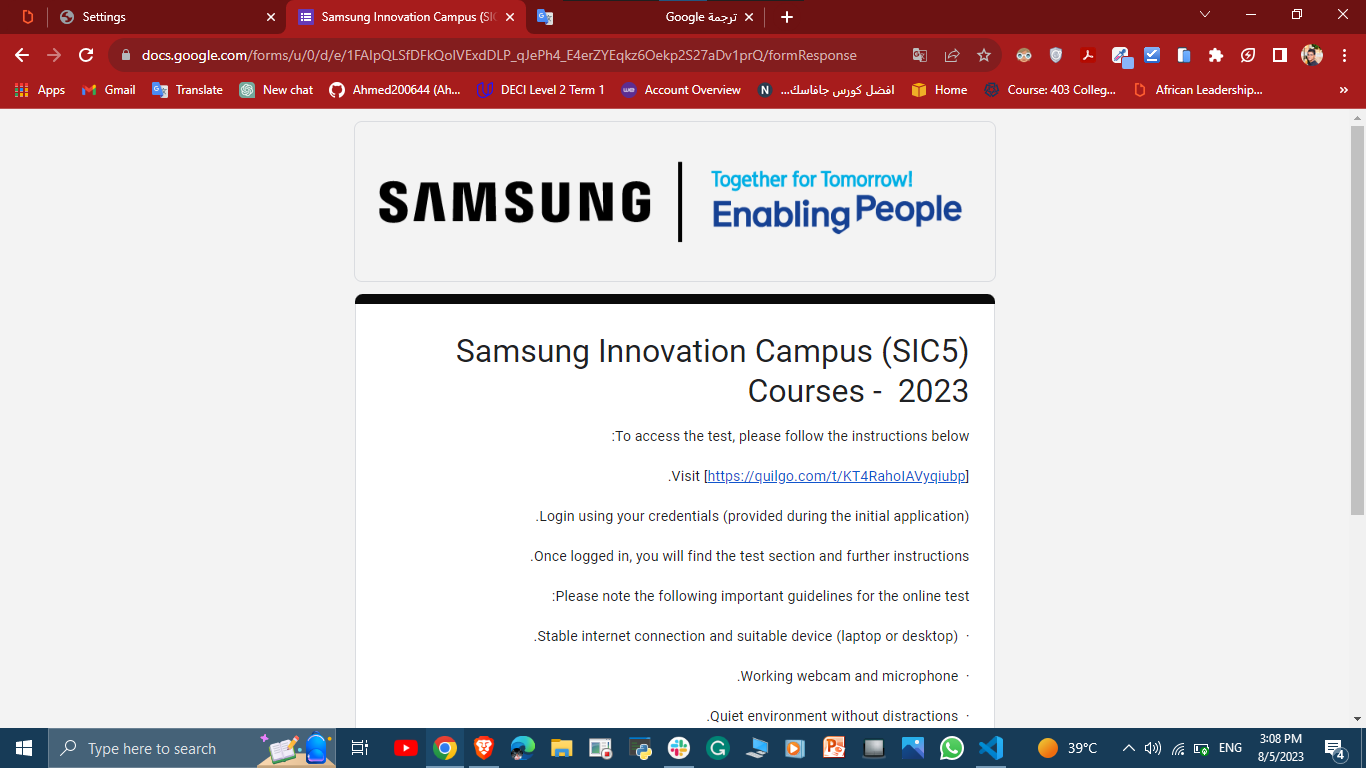 Settings
Samsung Innovation Campus (SIC
ترجمة Google
docs.google.com/forms/u/0/d/e/1FAIpQLSfDFkQoIVExdDLP_qJePh4_E4erZYEqkz6Oekp2S27aDv1prQ/formResponse
Apps
Gmail
Translate
New chat
Ahmed200644 (Ah...
DECI Level 2 Term 1
Account Overview
افضل كورس جافاسك...
Home
Course: 403 Colleg...
African Leadership...
»
SAMSUNG
Together for Tomorrow!
Enabling People
Samsung Innovation Campus (SIC5)
Courses - 2023
:To access the test, please follow the instructions below
.Visit [https://quilgo.com/t/KT4RahoIAVyqiubp]
.Login using your credentials (provided during the initial application)
.Once logged in, you will find the test section and further instructions
:Please note the following important guidelines for the online test
.Stable internet connection and suitable device (laptop or desktop) ·
.Working webcam and microphone ·
.Quiet environment without distractions ·
Type here to search
39°C
ENG
3:08 PM
8/5/2023
4